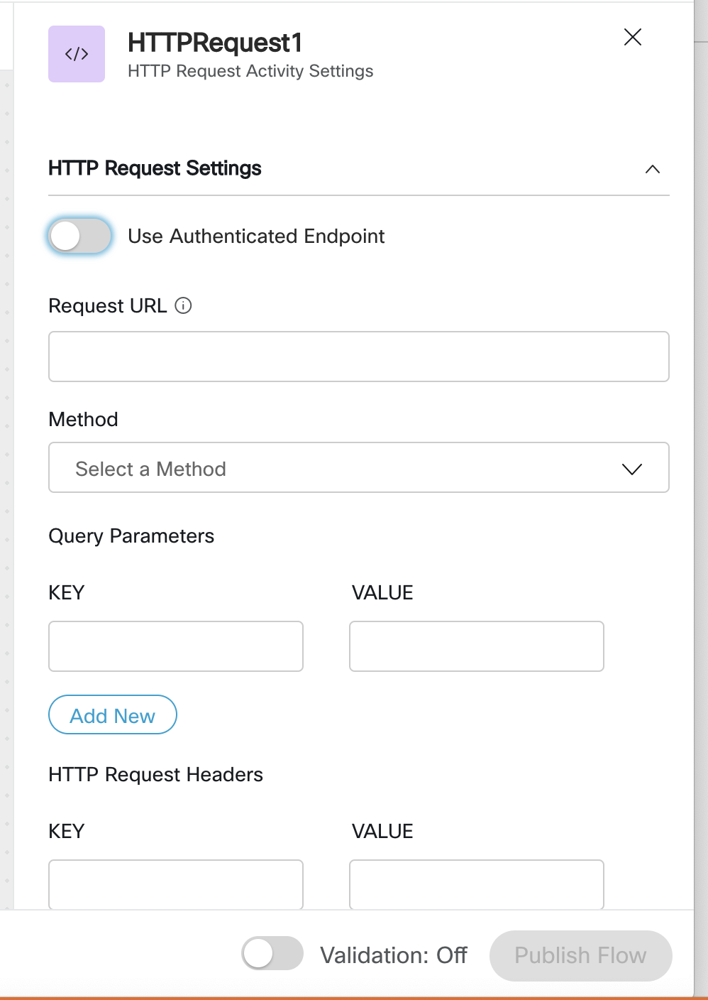 </>
HTTPRequest1
HTTP Request Activity Settings
HTTP Request Settings
Use Authenticated Endpoint
Request URL
Method
Select a Method
Query Parameters
KEY VALUE
Add New
HTTP Request Headers
KEY VALUE
Validation: Off Publish Flow